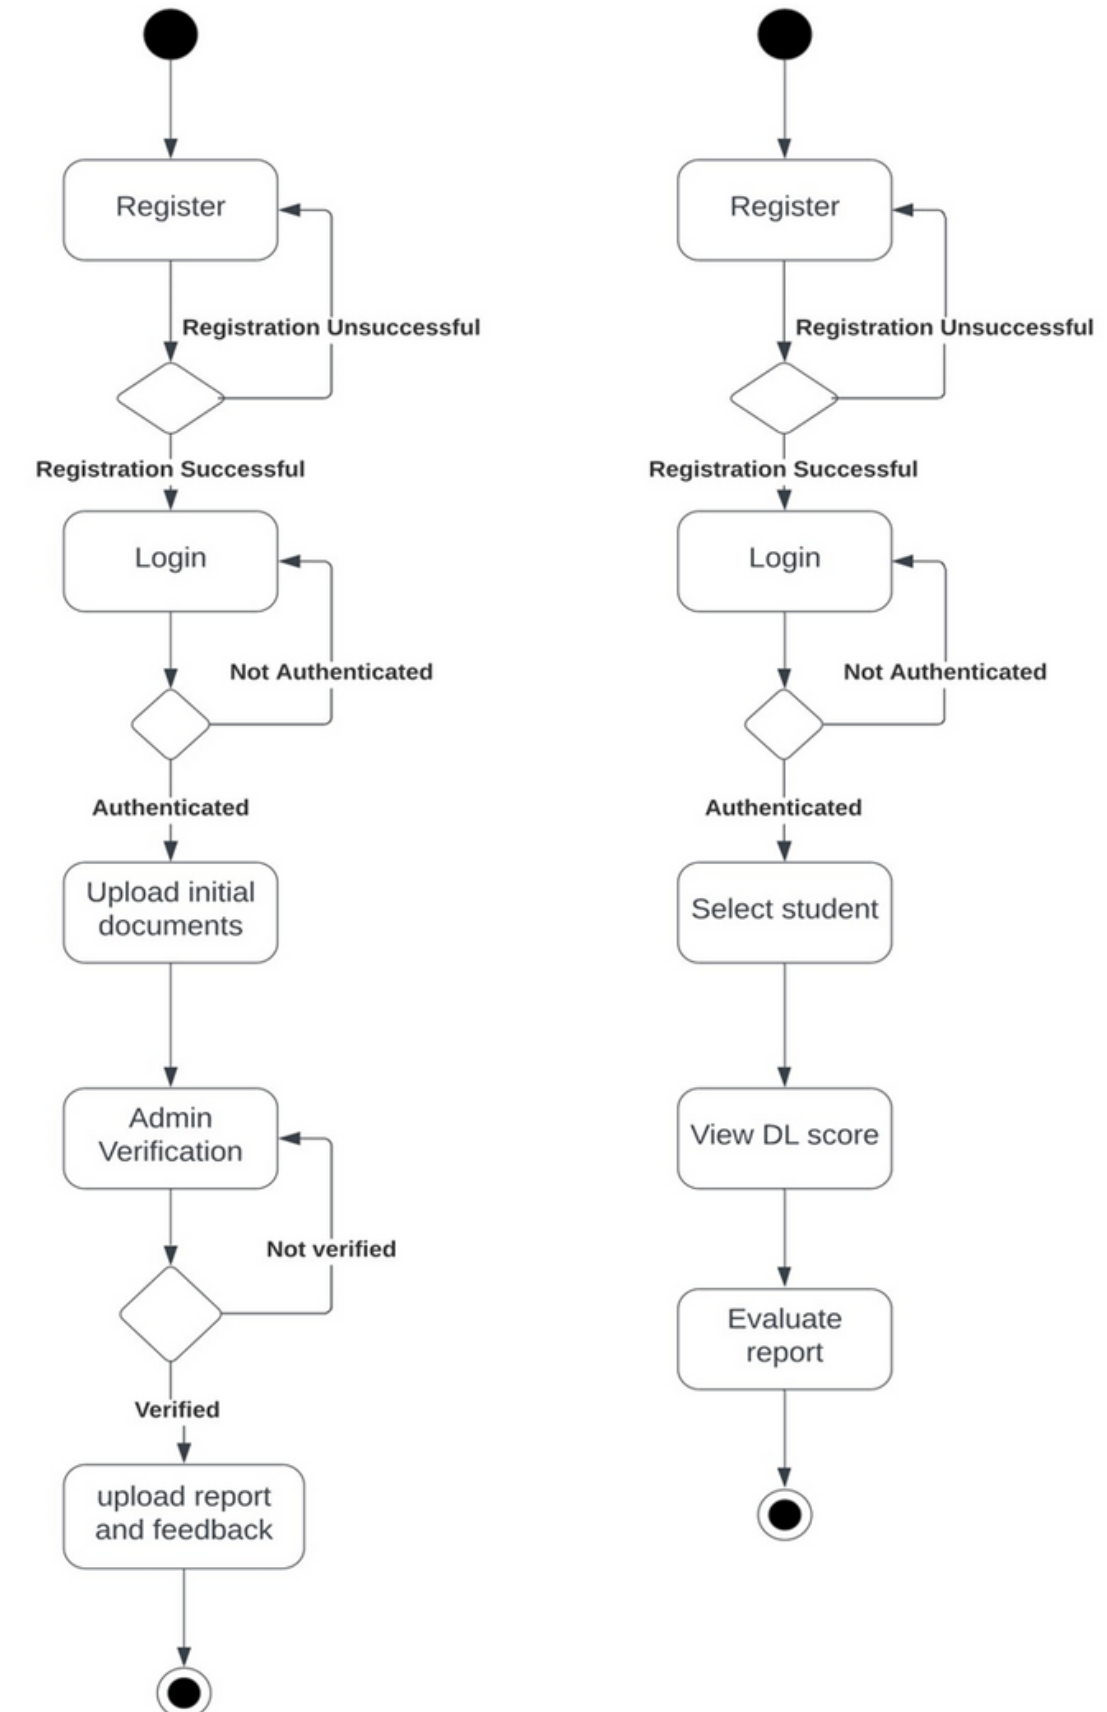 Register
Registration Unsuccessful
Registration Successful
Login
Not Authenticated
Authenticated
Upload initial
documents
Admin
Verification
Not verified
Verified
upload report
and feedback
Register
Registration Unsuccessful
Registration Successful
Login
Not Authenticated
Authenticated
Select student
View DL score
Evaluate
report